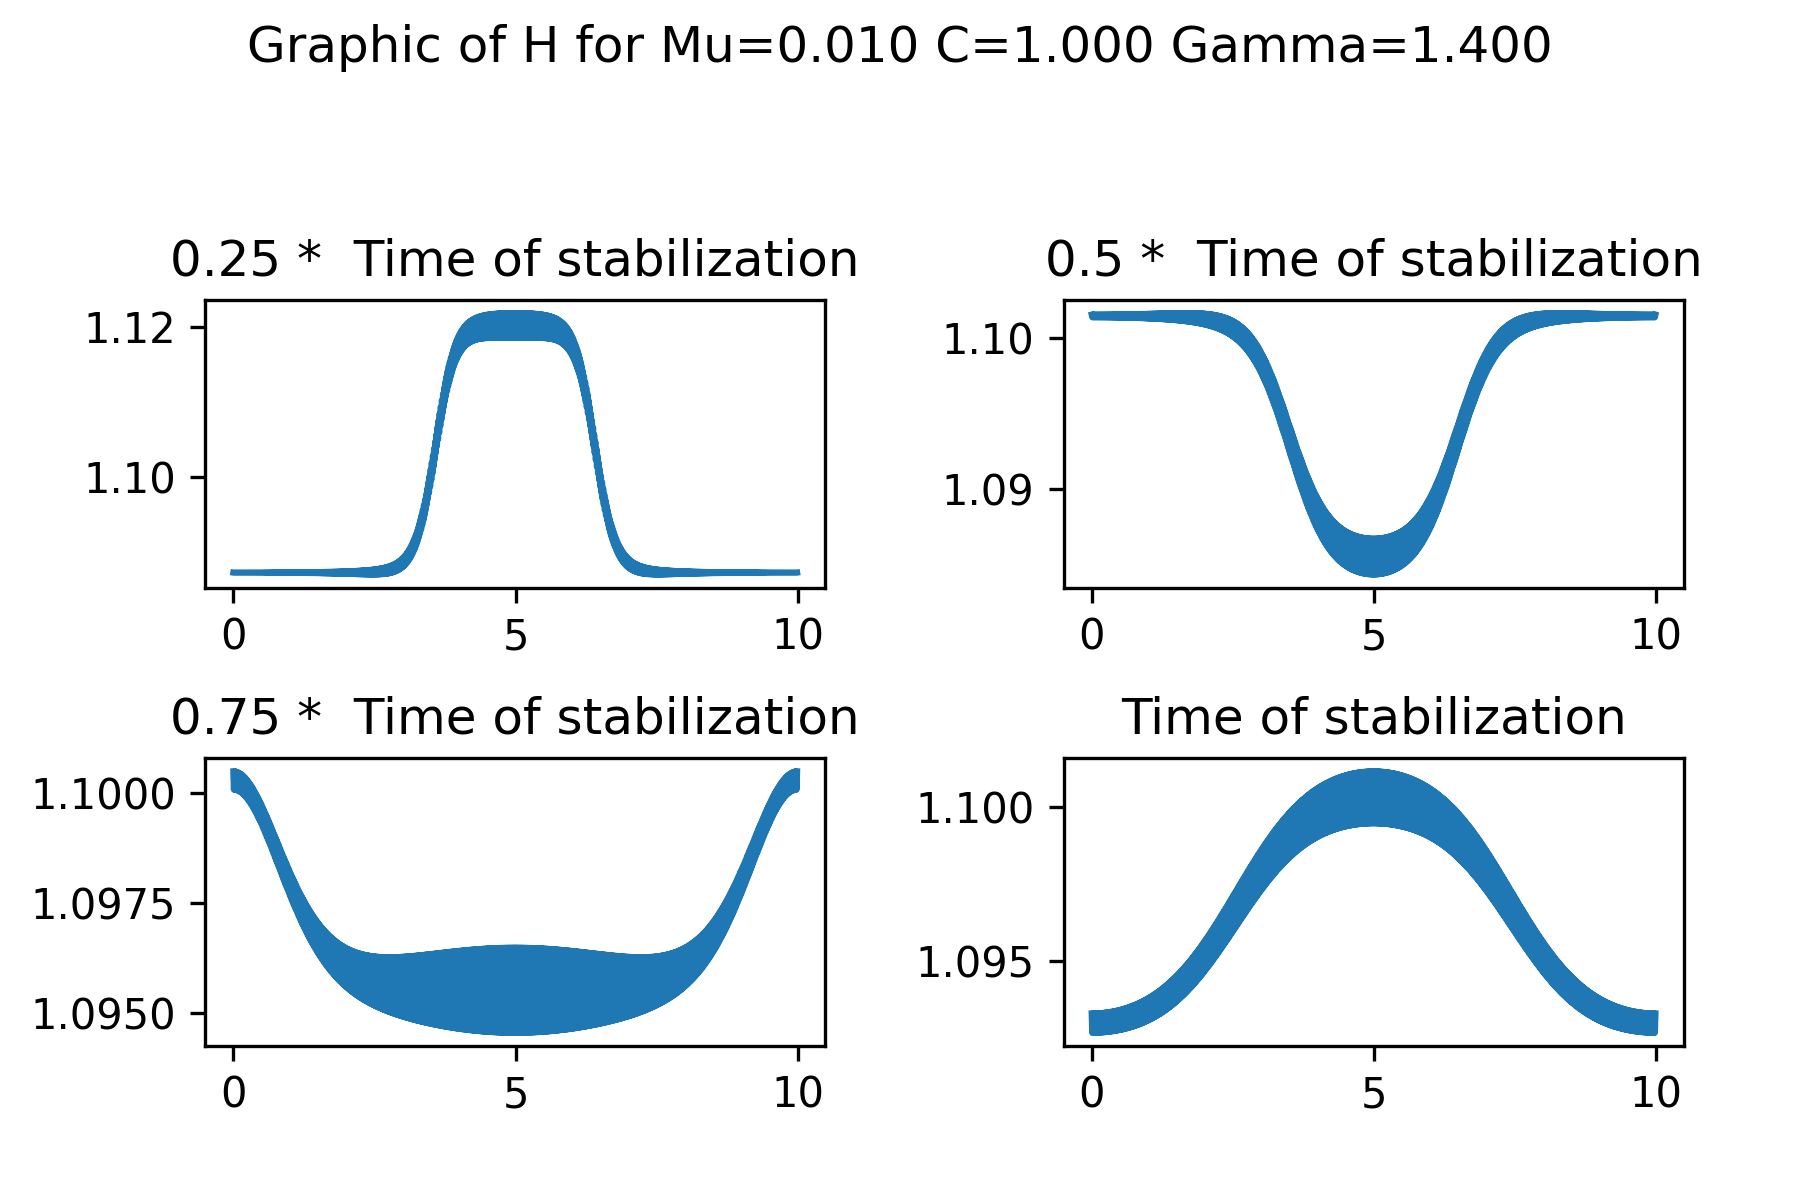 Graphic of H for Mu=0.010 C=1.000 Gamma=1.400
0.25 *  Time of stabilization
1.12
1.10
0 5 10
0.5 *  Time of stabilization
1.10
1.09
0 5 10
0.75 *  Time of stabilization
1.1000
1.0975
1.0950
0 5 10
Time of stabilization
1.100
1.095
0 5 10